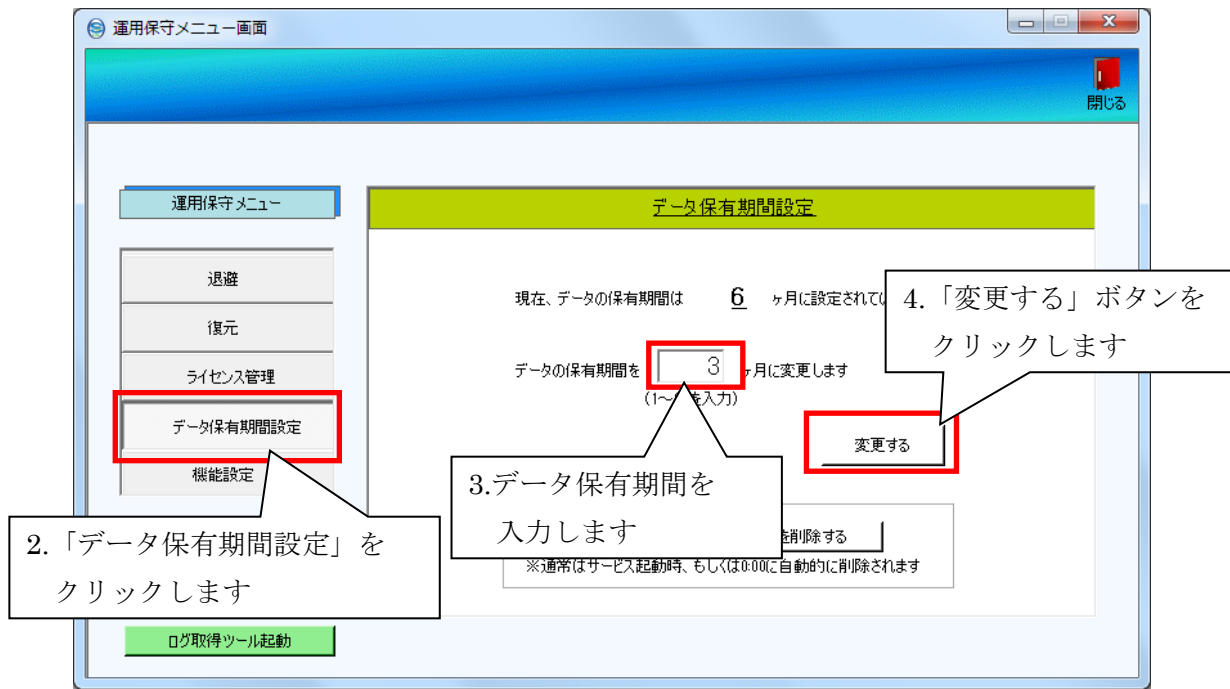 運用保守メニュー画面
閉じる
運用保守メニュー
退避
復元
ライセンス管理
データ保有期間設定
機能設定
ログ取得ツール起動
データ保有期間設定
現在、データの保有期間は 6 ヶ月に設定されて
データの保有期間を 3 ヶ月に変更します
(1～ を入力)
変更する
を削除する
※通常はサービス起動時、もしくは0:00に自動的に削除されます
2.「データ保有期間設定」を
クリックします
3.データ保有期間を
入力します
4.「変更する」ボタンを
クリックします